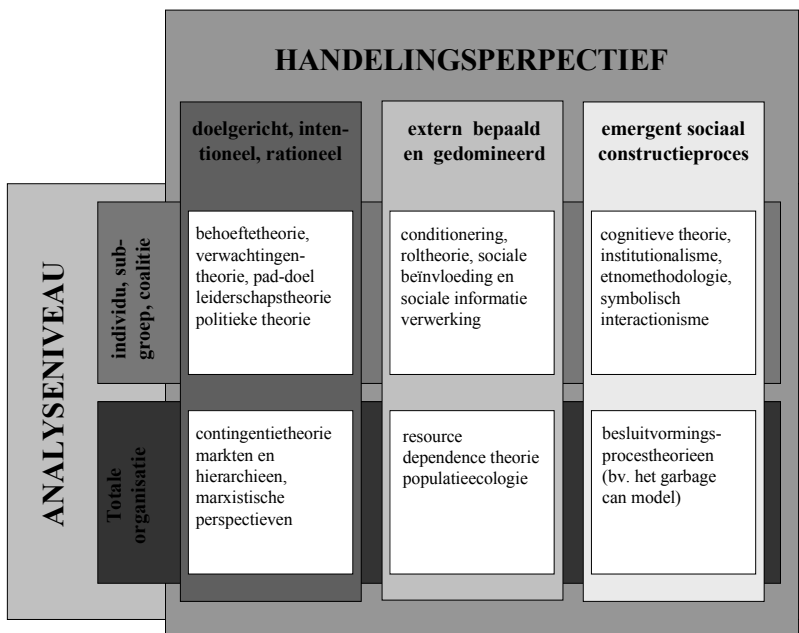 HANDELINGSPERPECTIEF
doelgericht, inten-
tioneel, rationeel
extern bepaald
en gedomineerd
emergent sociaal
constructieproces
ANALYSENIVEAU
individu, sub-
groep, coalitie
behoeftetheorie,
verwachtingen-
theorie, pad-doel
leiderschapstheorie
politieke theorie
conditionering,
roltheorie, sociale
beïnvloeding en
sociale informatie
verwerking
cognitieve theorie,
institutionalisme,
etnomethodologie,
symbolisch
interactionisme
Totale
organisatie
contingentietheorie
markten en
hierarchieen,
marxistische
perspectieven
resource
dependence theorie
populatieecologie
besluitvormings-
procestheorieen
(bv. het garbage
can model)